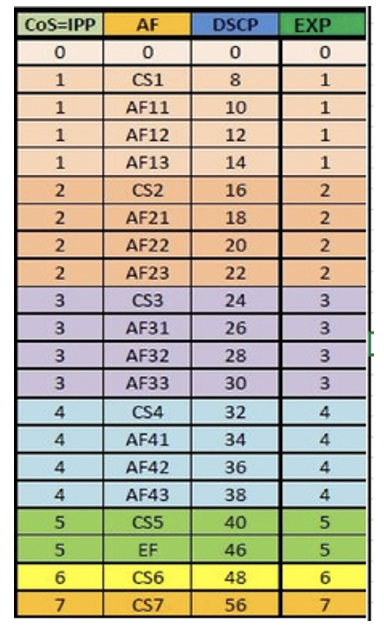 CoS=IPP AF DSCP EXP
0 0 0 0
1 CS1 8 1
1 AF11 10 1
1 AF12 12 1
1 AF13 14 1
2 CS2 16 2
2 AF21 18 2
2 AF22 20 2
2 AF23 22 2
3 CS3 24 3
3 AF31 26 3
3 AF32 28 3
3 AF33 30 3
4 CS4 32 4
4 AF41 34 4
4 AF42 36 4
4 AF43 38 4
5 CS5 40 5
5 EF 46 5
6 CS6 48 6
7 CS7 56 7